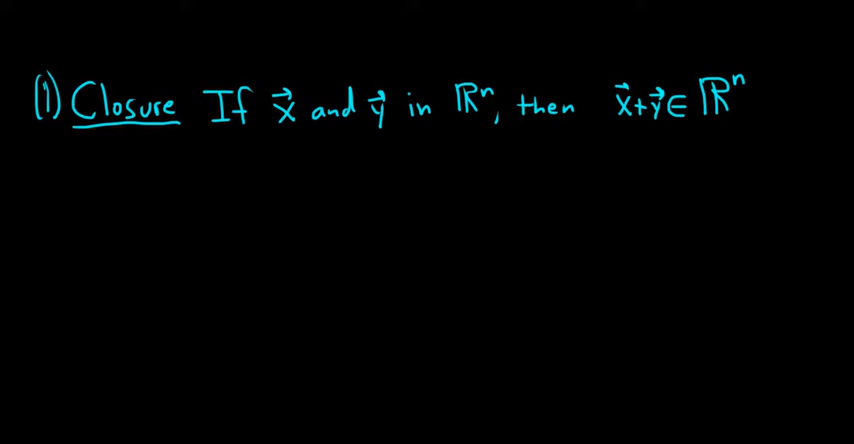 (1) Closure If x⃗ and y⃗ in ℝⁿ, then x⃗+y⃗ ∈ ℝⁿ